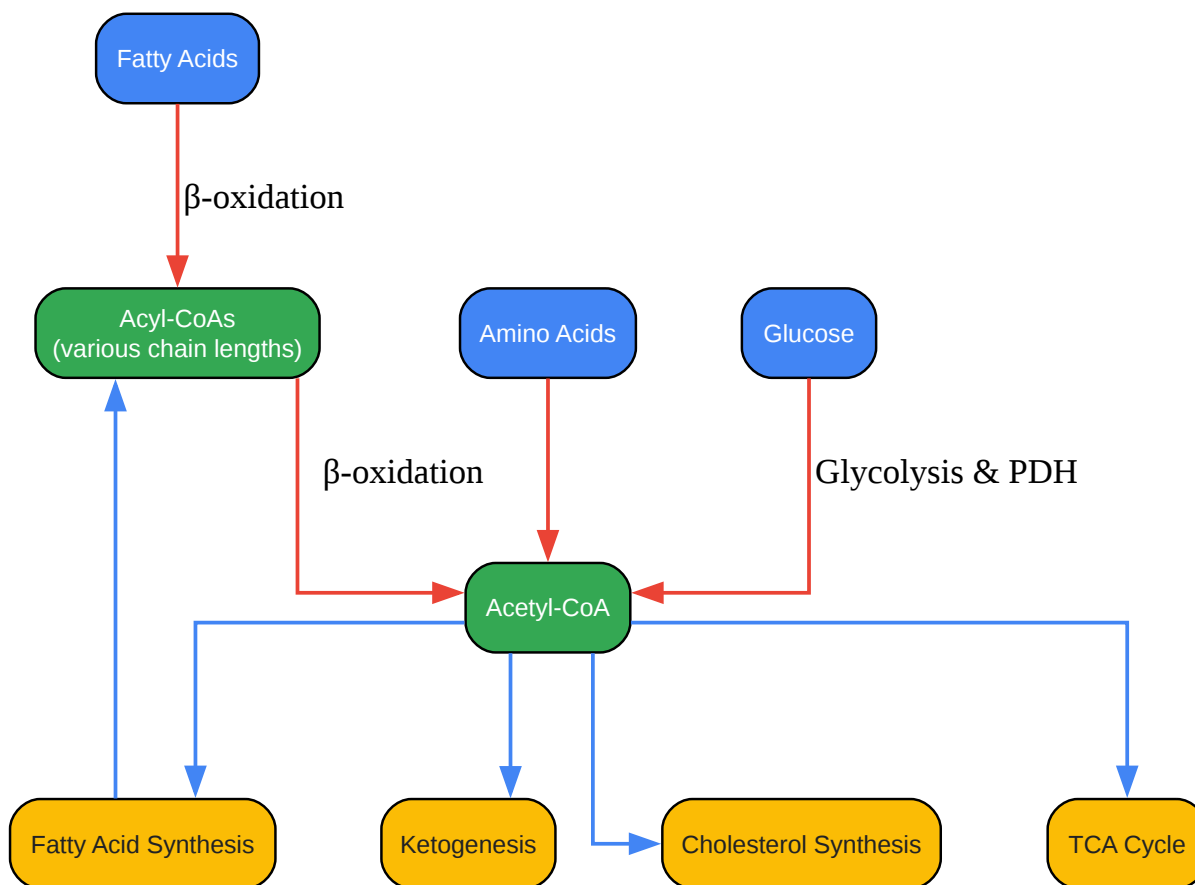 Fatty Acids
β-oxidation
Acyl-CoAs
(various chain lengths)
Amino Acids
Glucose
β-oxidation
Glycolysis & PDH
Acetyl-CoA
Fatty Acid Synthesis
Ketogenesis
Cholesterol Synthesis
TCA Cycle